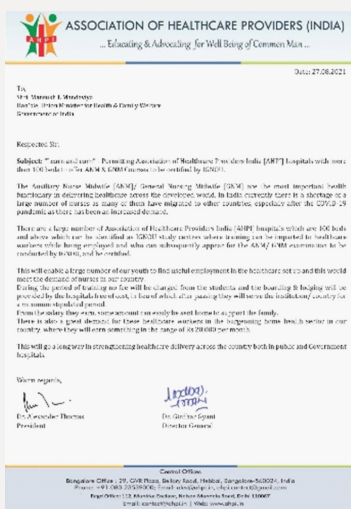 AHPI
ASSOCIATION OF HEALTHCARE PROVIDERS (INDIA)
... Educating & Advocating for Well Being of Common Man ...
Date: 27.08.2021
To,
Shri Mansukh L Mandaviya
Hon'ble Union Minister for Health & Family Welfare
Government of India
Respected Sir,
Subject: "Learn and earn" - Permitting Association of Healthcare Providers India (AHPI) hospitals with more
than 100 beds to offer ANM & GNM Courses to be certified by IGNOU.
The Auxiliary Nurse Midwife (ANM)/ General Nursing Midwife (GNM) are the most important health
functionary in delivering healthcare across the developed world. In India currently there is a shortage of a
large number of nurses as many of them have migrated to other countries, especially after the COVID-19
pandemic as there has been an increased demand.
There are a large number of Association of Healthcare Providers India (AHPI) hospitals which are 100 beds
and above which can be identified as IGNOU study centres where training can be imparted to healthcare
workers while being employed and who can subsequently appear for the ANM/ GNM examination to be
conducted by IGNOU, and be certified.
This will enable a large number of our youth to find useful employment in the healthcare set up and this would
meet the demand of nurses in our country.
During the period of training no fee will be charged from the students and the boarding & lodging will be
provided by the hospitals free of cost, in lieu of which after passing they will serve the institution/ country for
a minimum stipulated period.
From the salary they earn, some amount can easily be sent home to support the family.
There is also a great demand for these healthcare workers in the burgeoning home health sector in our
country, where they will earn something in the range of Rs 20,000 per month.
This will go a long way in strengthening healthcare delivery across the country both in public and Government
hospitals.
Warm regards,
Dr. Alexander Thomas
President
Dr. Girdhar Gyani
Director General
Central Office:
Bangalore Office : 29, CVR Plaza, Bellary Road, Hebbal, Bangalore-560024, India
Regd Office: